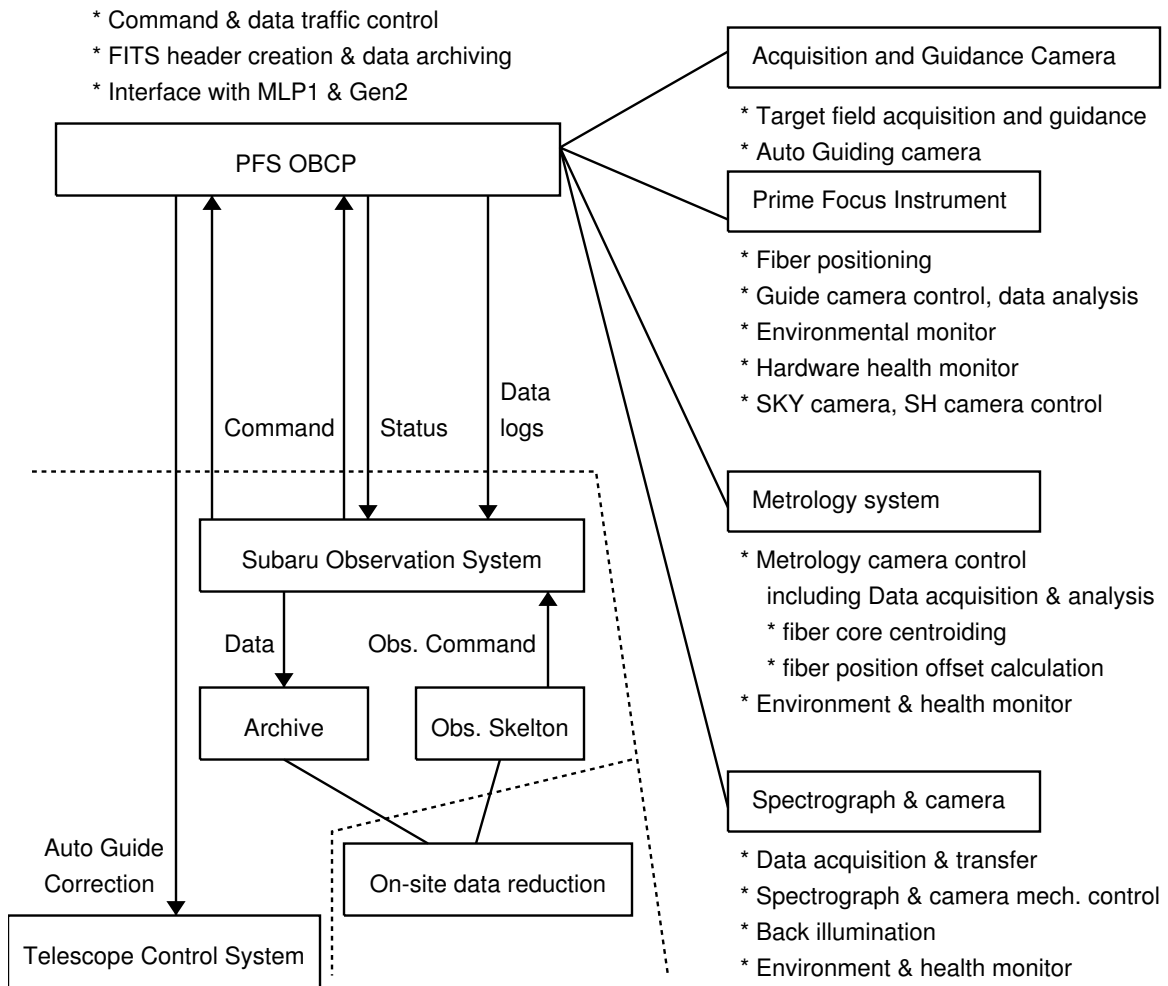 * Command & data traffic control
* FITS header creation & data archiving
* Interface with MLP1 & Gen2
PFS OBCP
Acquisition and Guidance Camera
* Target field acquisition and guidance
* Auto Guiding camera
Prime Focus Instrument
* Fiber positioning
* Guide camera control, data analysis
* Environmental monitor
* Hardware health monitor
* SKY camera, SH camera control
Command
Status
Data
logs
Subaru Observation System
Metrology system
* Metrology camera control
including Data acquisition & analysis
* fiber core centroiding
* fiber position offset calculation
* Environment & health monitor
Data
Obs. Command
Archive
Obs. Skelton
Spectrograph & camera
* Data acquisition & transfer
* Spectrograph & camera mech. control
* Back illumination
* Environment & health monitor
Auto Guide
Correction
On-site data reduction
Telescope Control System